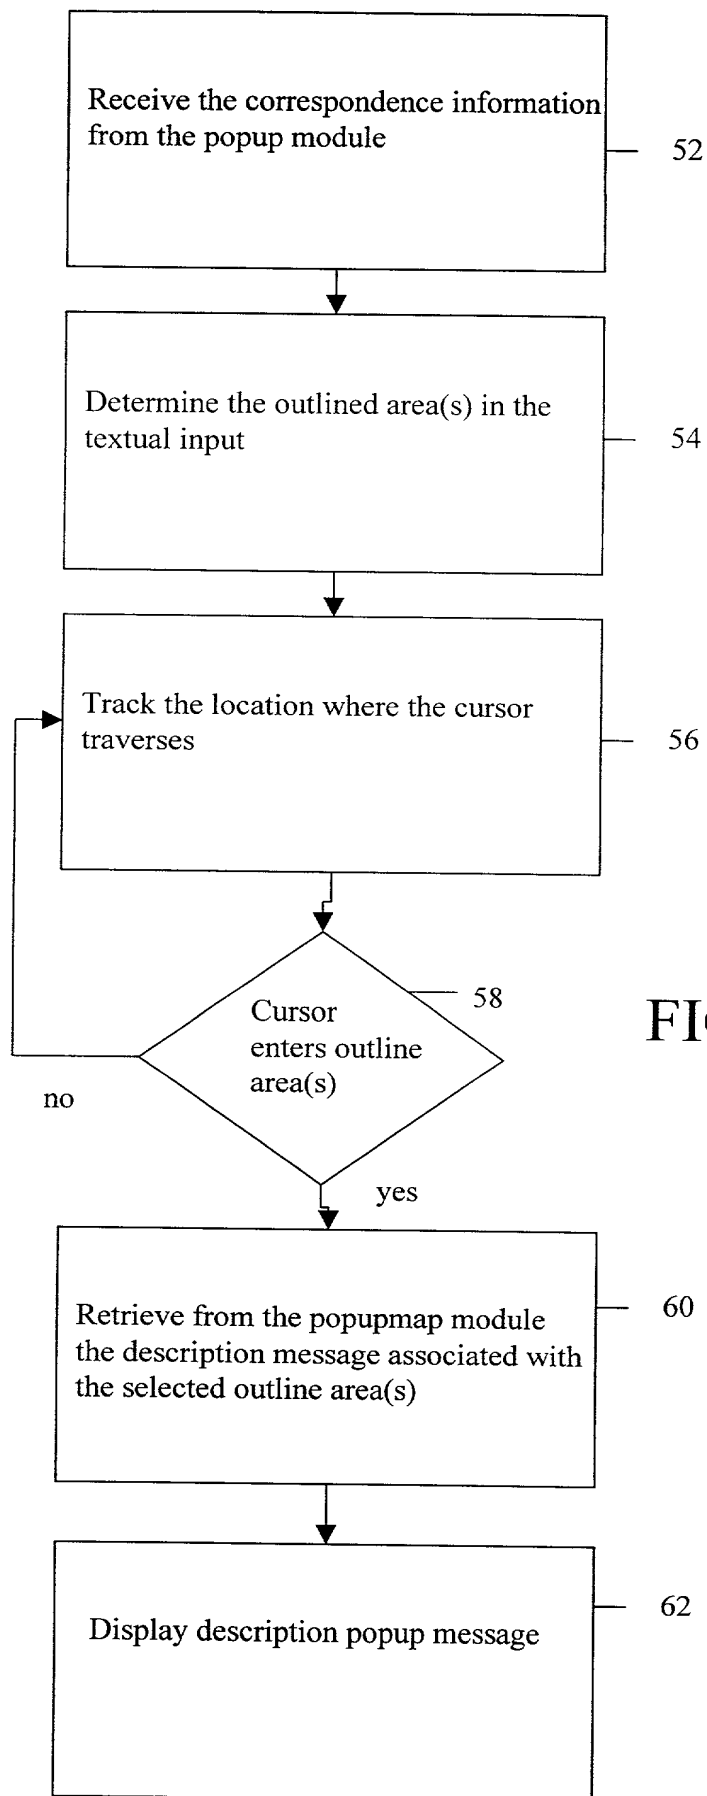 Receive the correspondence information
from the popup module
52
Determine the outlined area(s) in the
textual input
54
Track the location where the cursor
traverses
56
58
Cursor
enters outline
area(s)
no
yes
60
Retrieve from the popupmap module
the description message associated with
the selected outline area(s)
62
Display description popup message